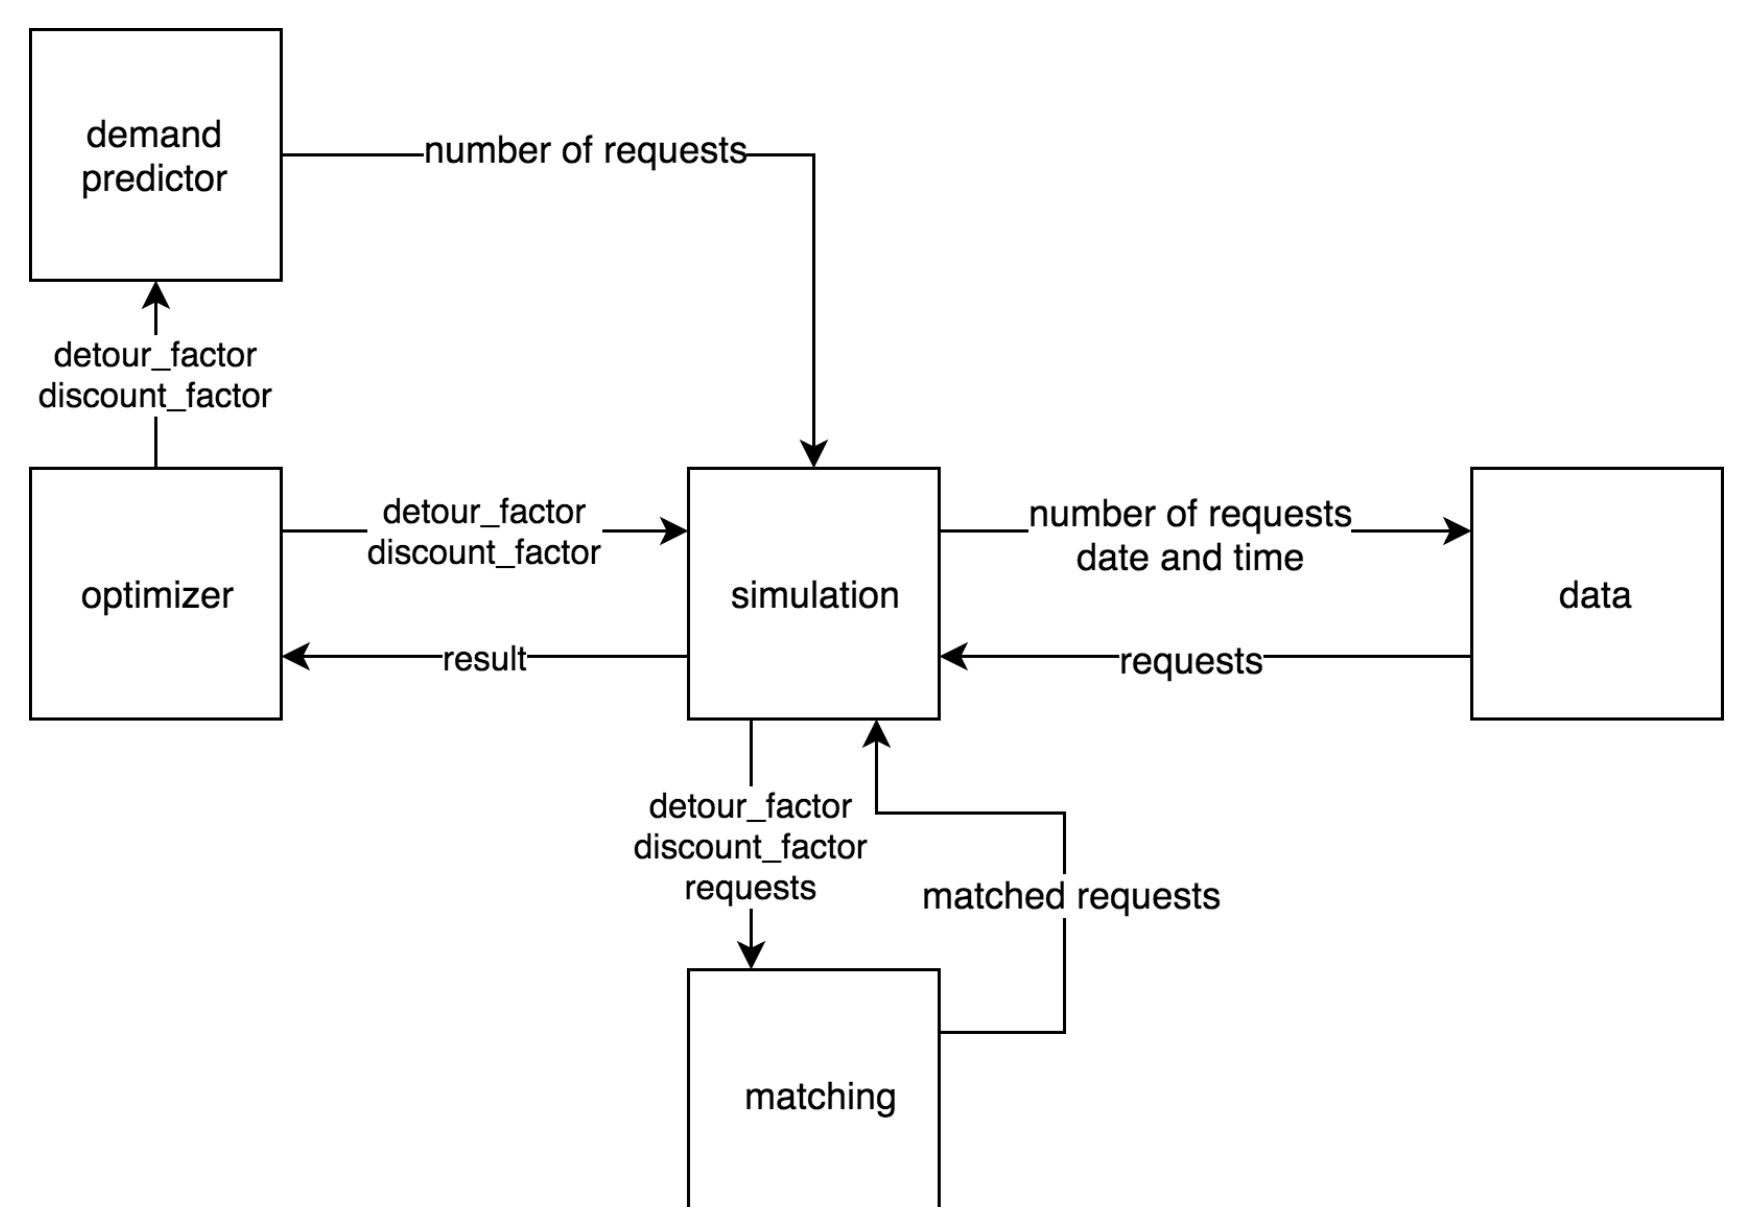 demand
predictor
number of requests
detour_factor
discount_factor
optimizer
detour_factor
discount_factor
result
simulation
number of requests
date and time
requests
data
detour_factor
discount_factor
requests
matched requests
matching